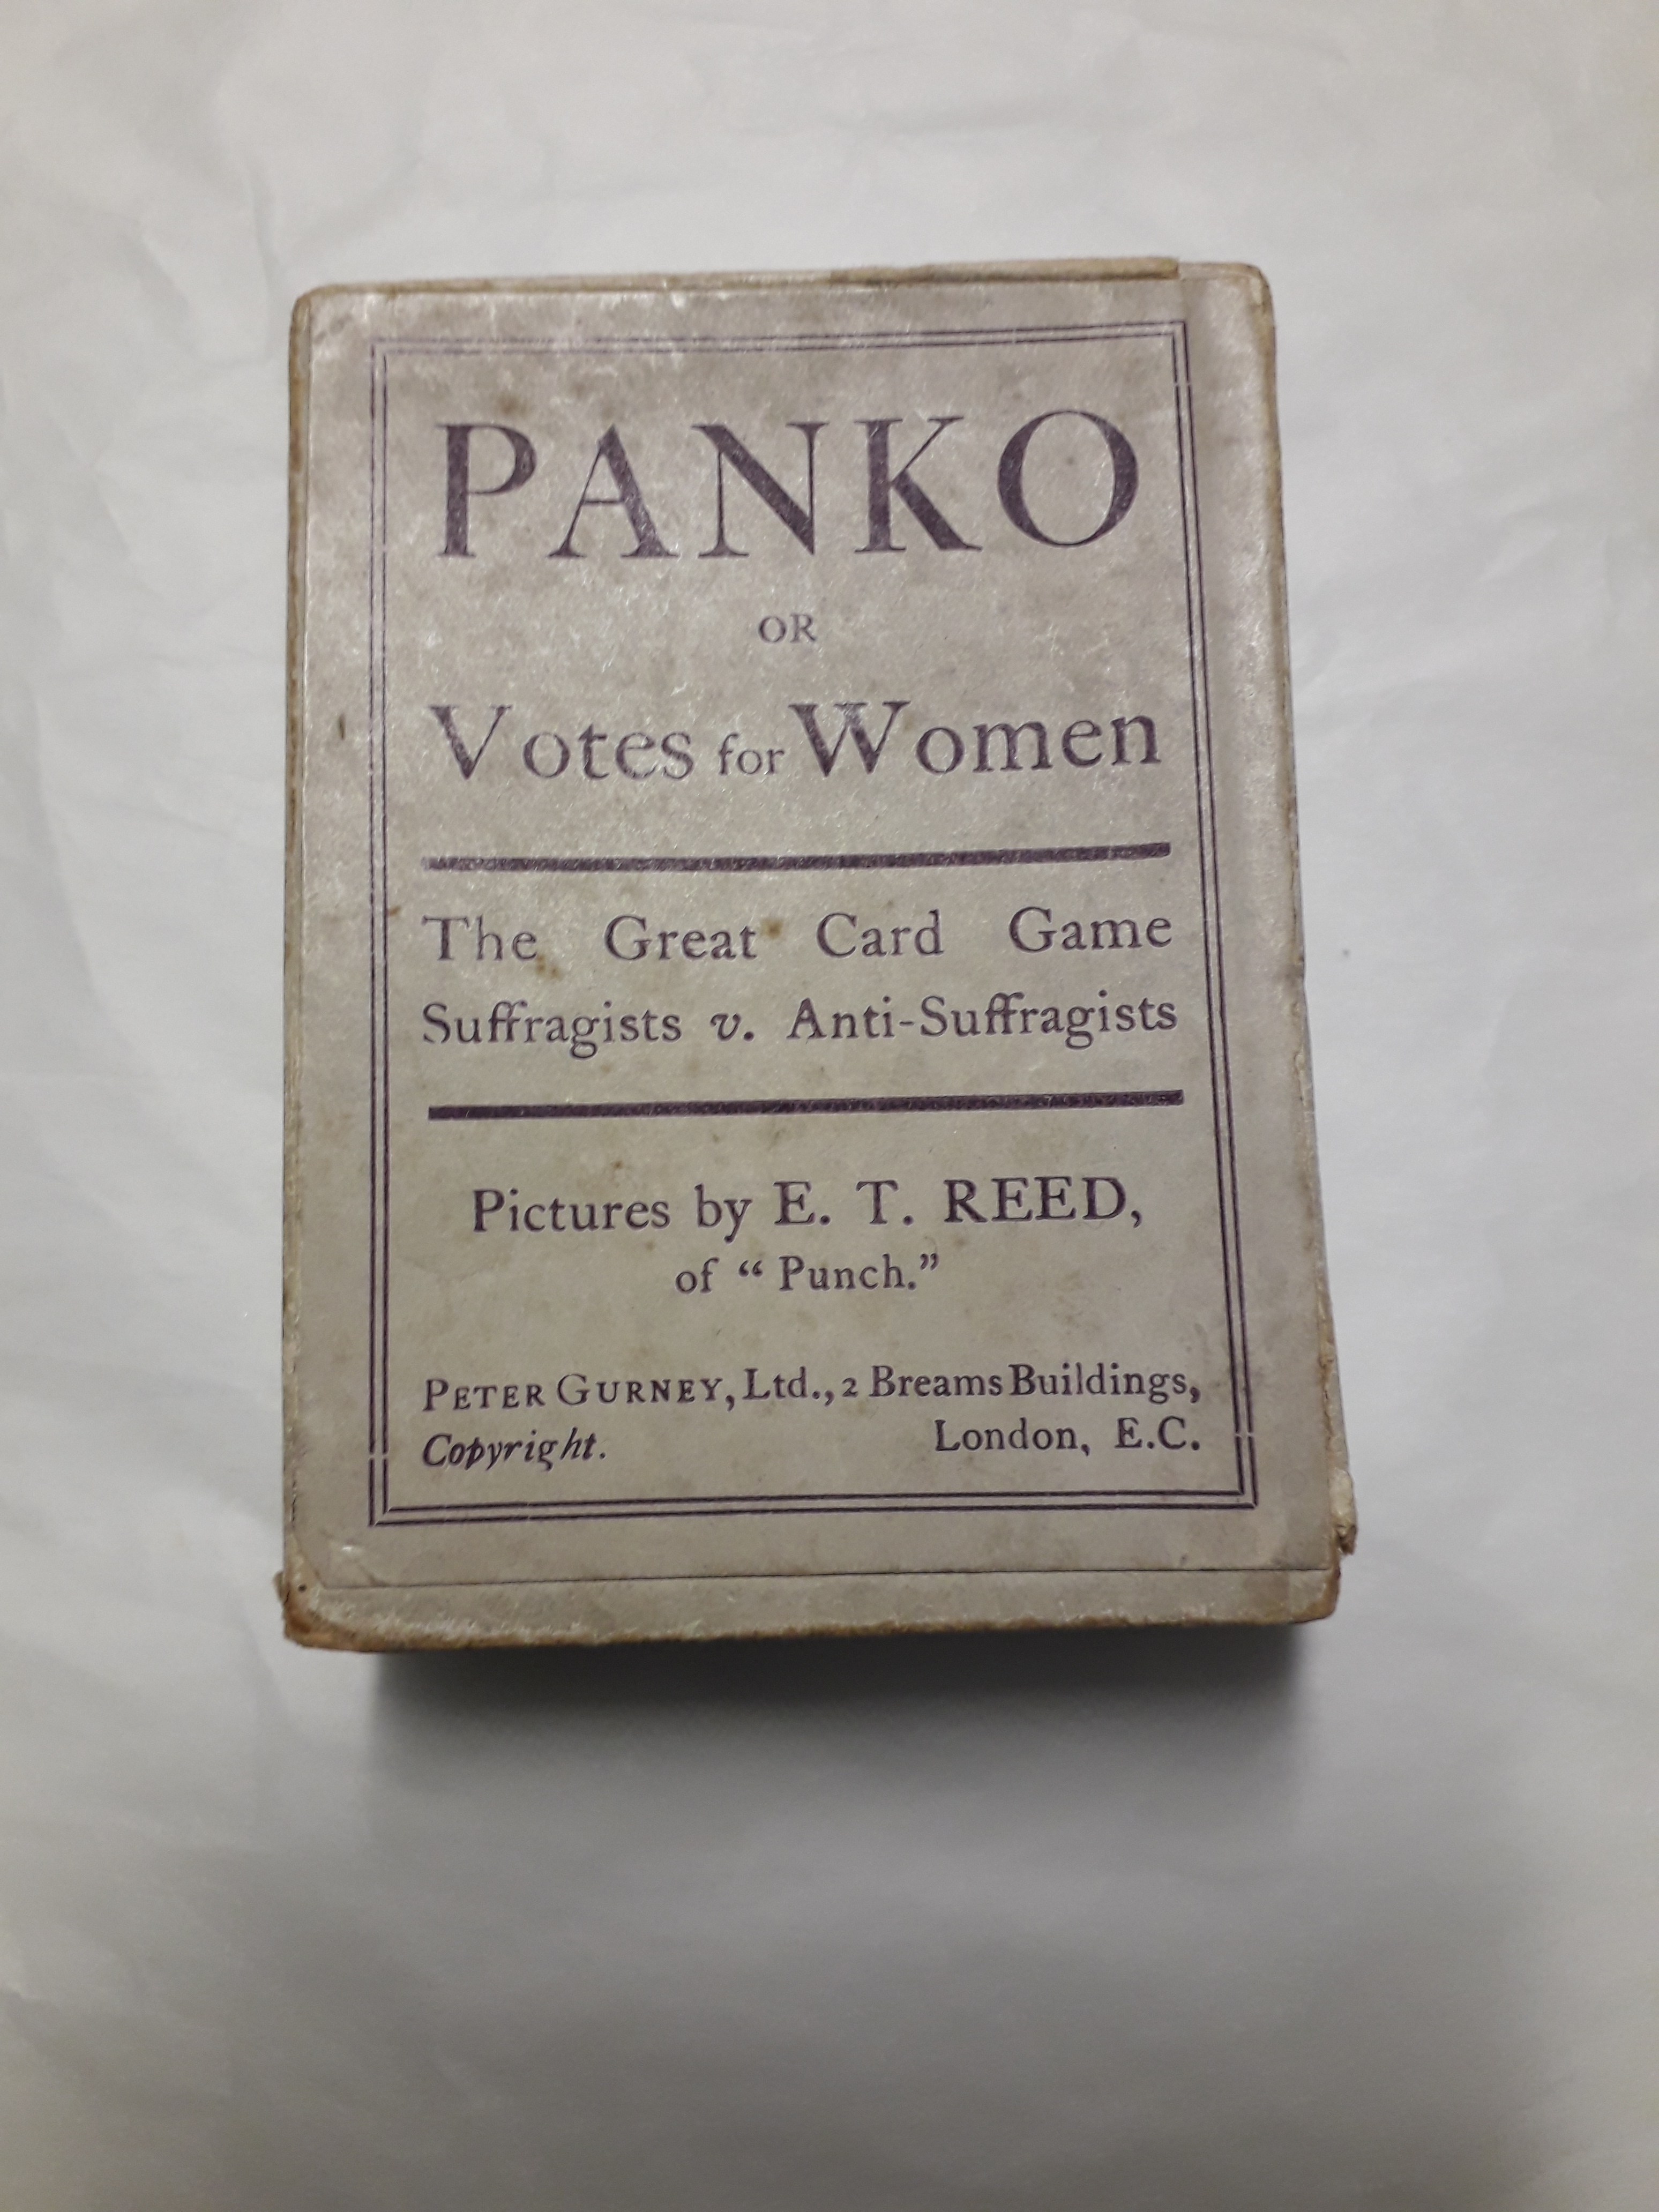 PANKO
OR
Votes for Women
The Great Card Game
Suffragists v. Anti-Suffragists
Pictures by E. T. REED,
of “ Punch.”
PETER GURNEY, Ltd., 2 Breams Buildings,
Copyright. London, E.C.